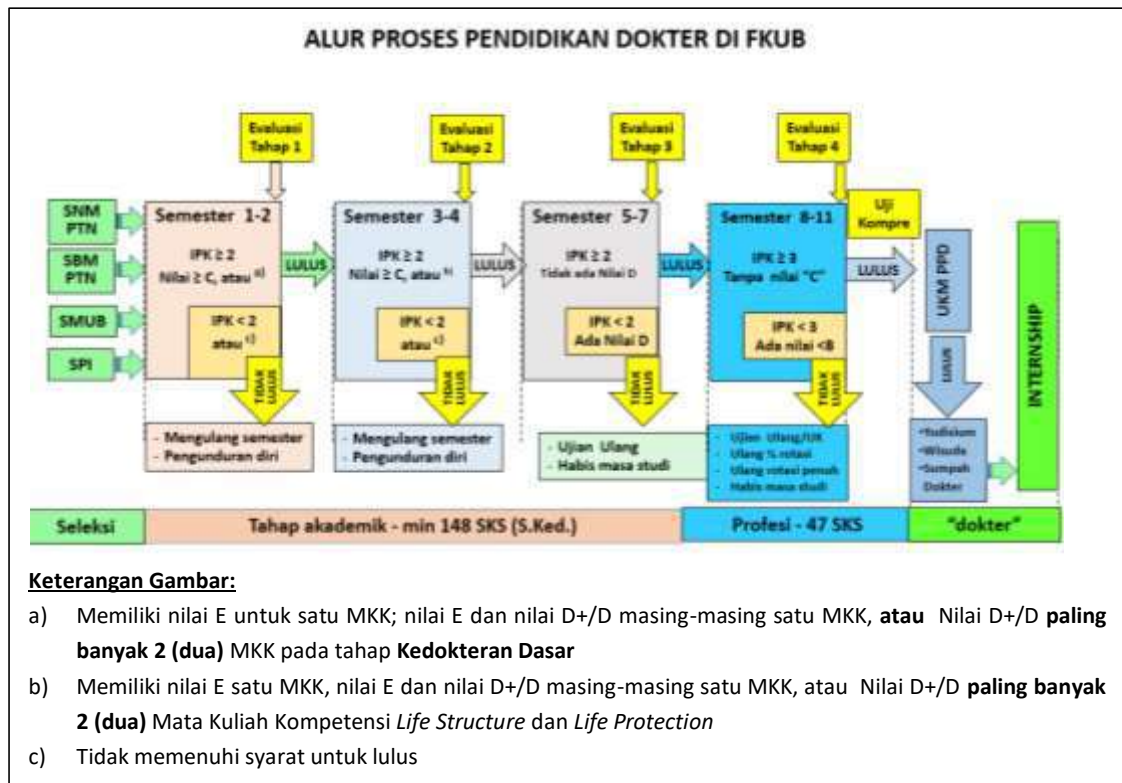 ALUR PROSES PENDIDIKAN DOKTER DI FKUB
Evaluasi
Tahap 1
Evaluasi
Tahap 2
Evaluasi
Tahap 3
Evaluasi
Tahap 4
SNM
PTN
SBM
PTN
SMUB
SPI
Semester 1-2
IPK ≥ 2
Nilai ≥ C, atau a)
IPK < 2
atau c)
LULUS
TIDAK
LULUS
- Mengulang semester
- Pengunduran diri
Semester 3-4
IPK ≥ 2
Nilai ≥ C, atau b)
IPK < 2
atau c)
LULUS
TIDAK
LULUS
- Mengulang semester
- Pengunduran diri
Semester 5-7
IPK ≥ 2
Tidak ada Nilai D
IPK < 2
Ada Nilai D
LULUS
TIDAK
LULUS
- Ujian Ulang
- Habis masa studi
Semester 8-11
IPK ≥ 3
Tanpa nilai "C"
IPK < 3
Ada nilai <B
Uji
Kompre
LULUS
TIDAK
LULUS
- Ujian Ulang/UK
- Ulang % rotasi
- Ulang rotasi penuh
- Habis masa studi
UKM PPD
LULUS
•Yudisium
•Wisuda
•Sumpah
Dokter
INTERNSHIP
Seleksi
Tahap akademik - min 148 SKS (S.Ked.)
Profesi - 47 SKS
"dokter"
Keterangan Gambar:
a) Memiliki nilai E untuk satu MKK; nilai E dan nilai D+/D masing-masing satu MKK, atau Nilai D+/D paling
banyak 2 (dua) MKK pada tahap Kedokteran Dasar
b) Memiliki nilai E satu MKK, nilai E dan nilai D+/D masing-masing satu MKK, atau Nilai D+/D paling banyak
2 (dua) Mata Kuliah Kompetensi Life Structure dan Life Protection
c) Tidak memenuhi syarat untuk lulus